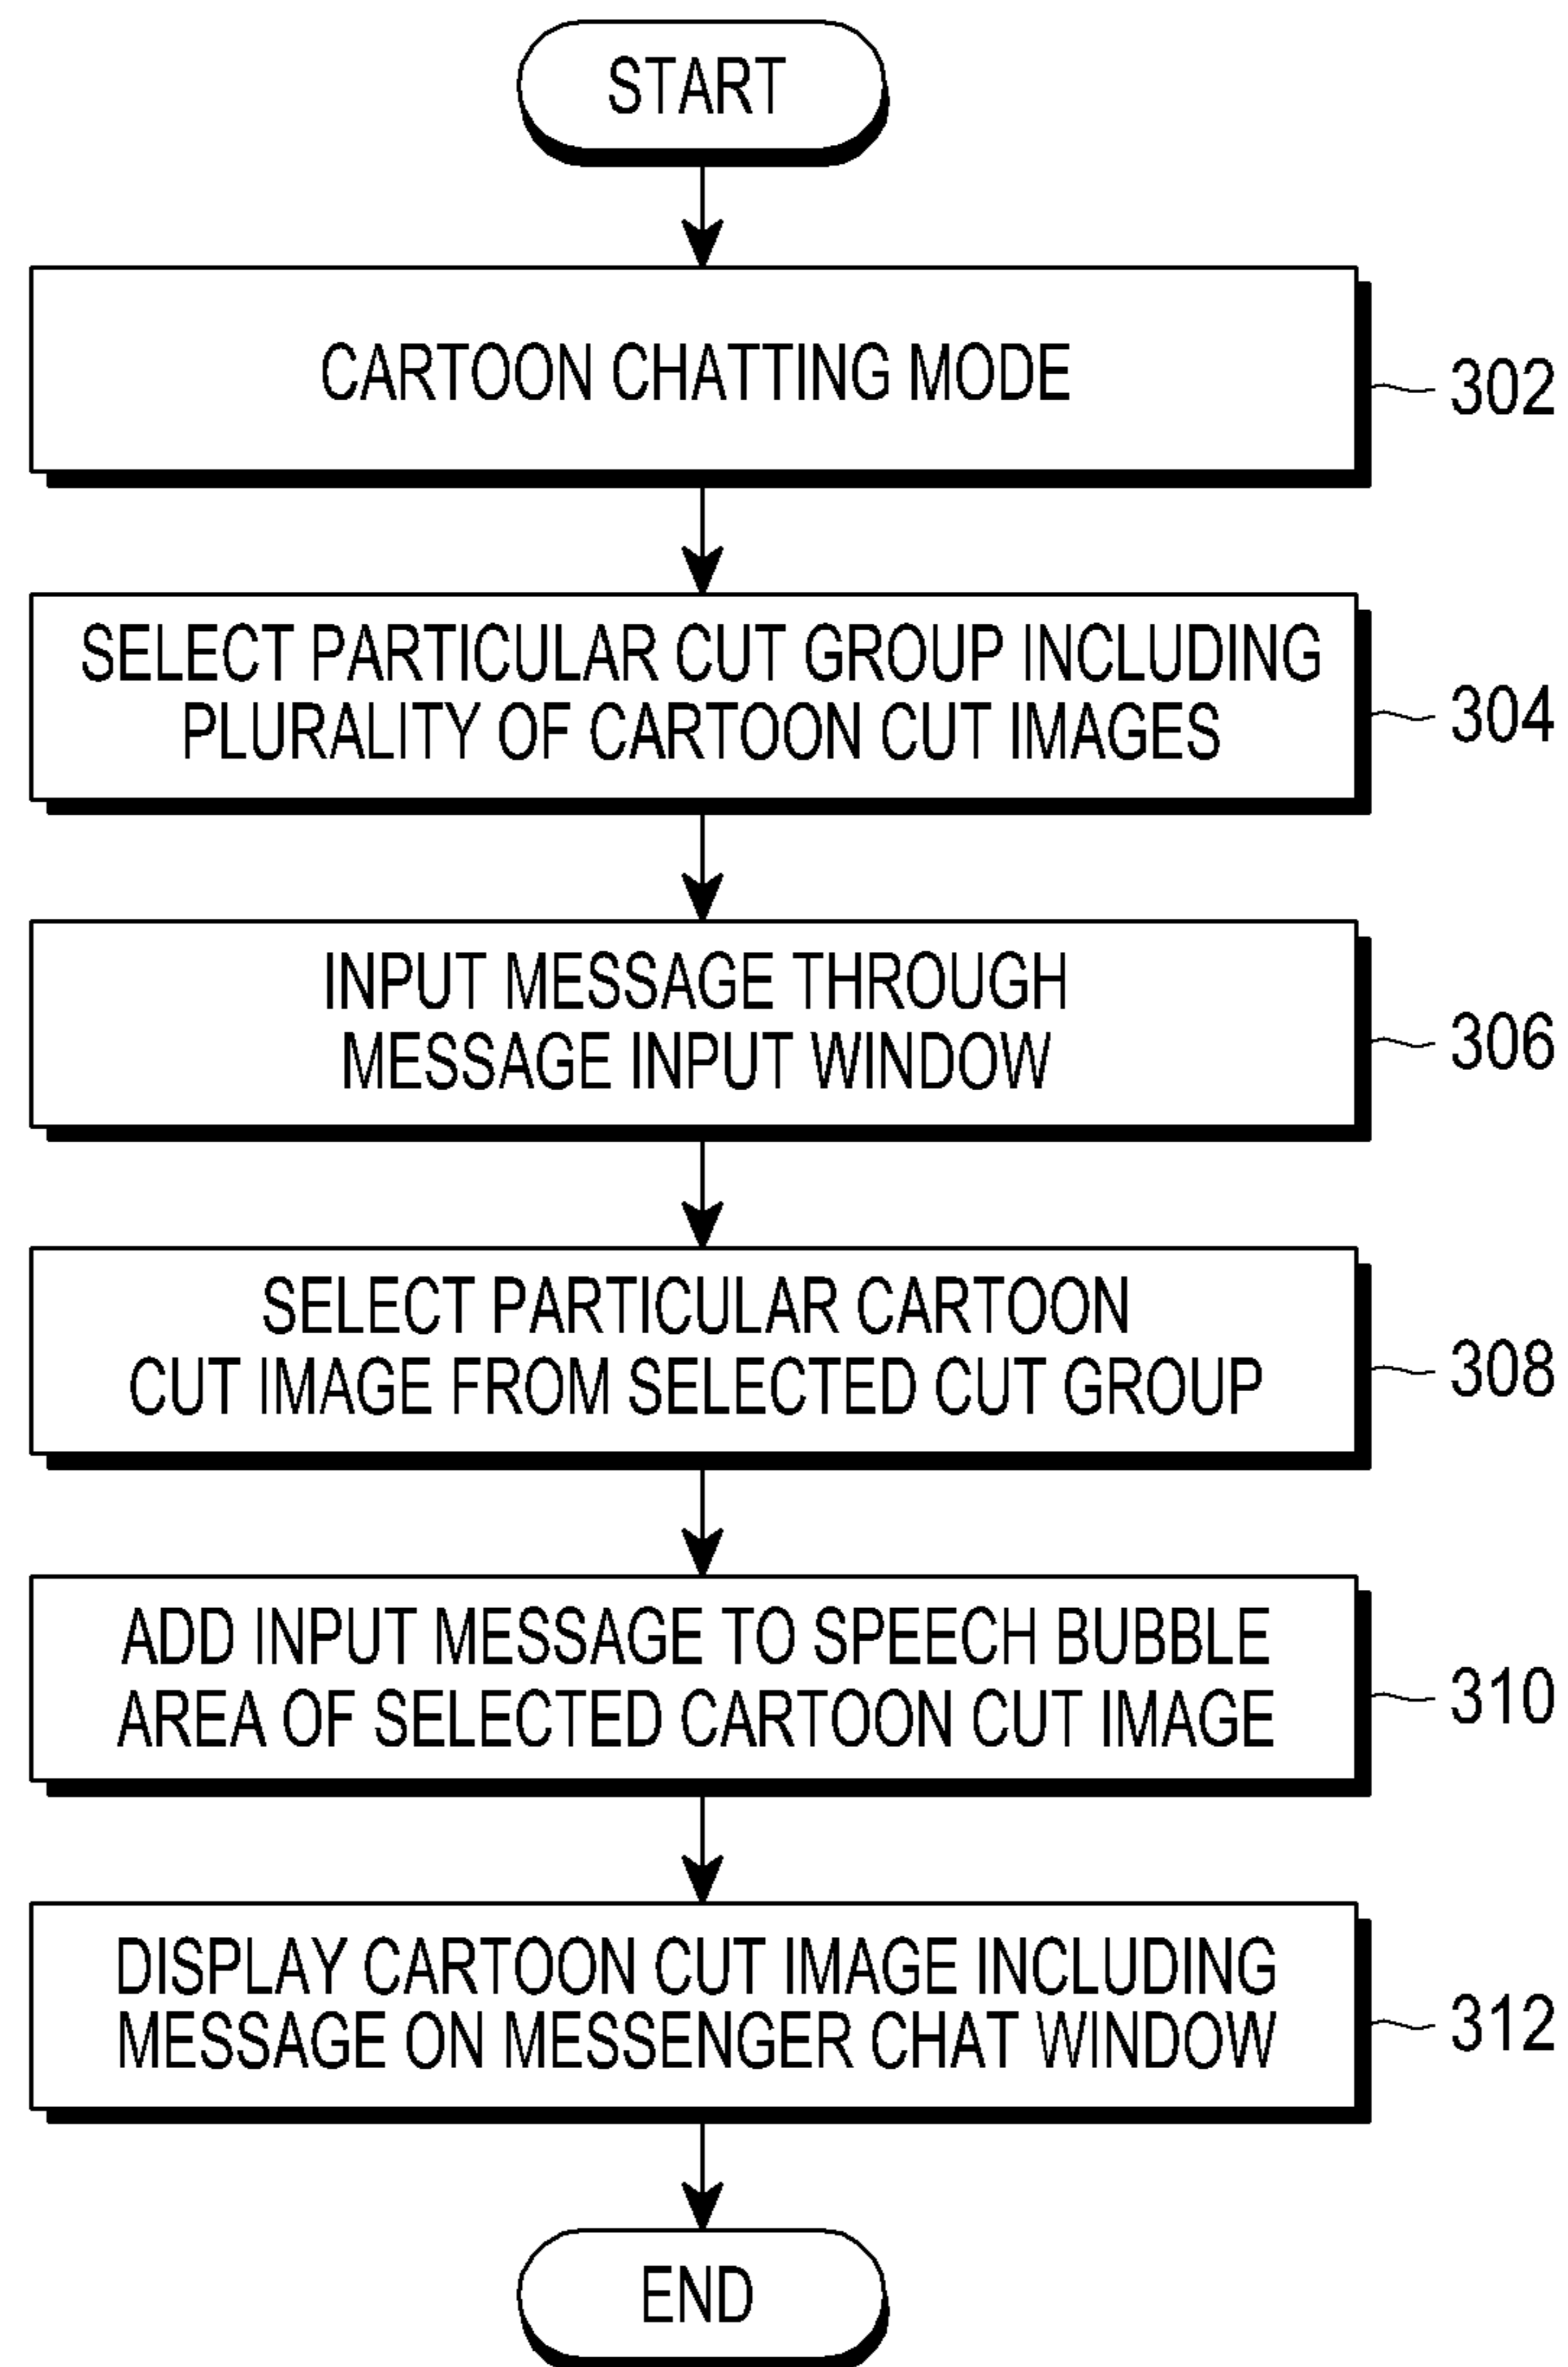 START
CARTOON CHATTING MODE
302
SELECT PARTICULAR CUT GROUP INCLUDING
PLURALITY OF CARTOON CUT IMAGES
304
INPUT MESSAGE THROUGH
MESSAGE INPUT WINDOW
306
SELECT PARTICULAR CARTOON
CUT IMAGE FROM SELECTED CUT GROUP
308
ADD INPUT MESSAGE TO SPEECH BUBBLE
AREA OF SELECTED CARTOON CUT IMAGE
310
DISPLAY CARTOON CUT IMAGE INCLUDING
MESSAGE ON MESSENGER CHAT WINDOW
312
END